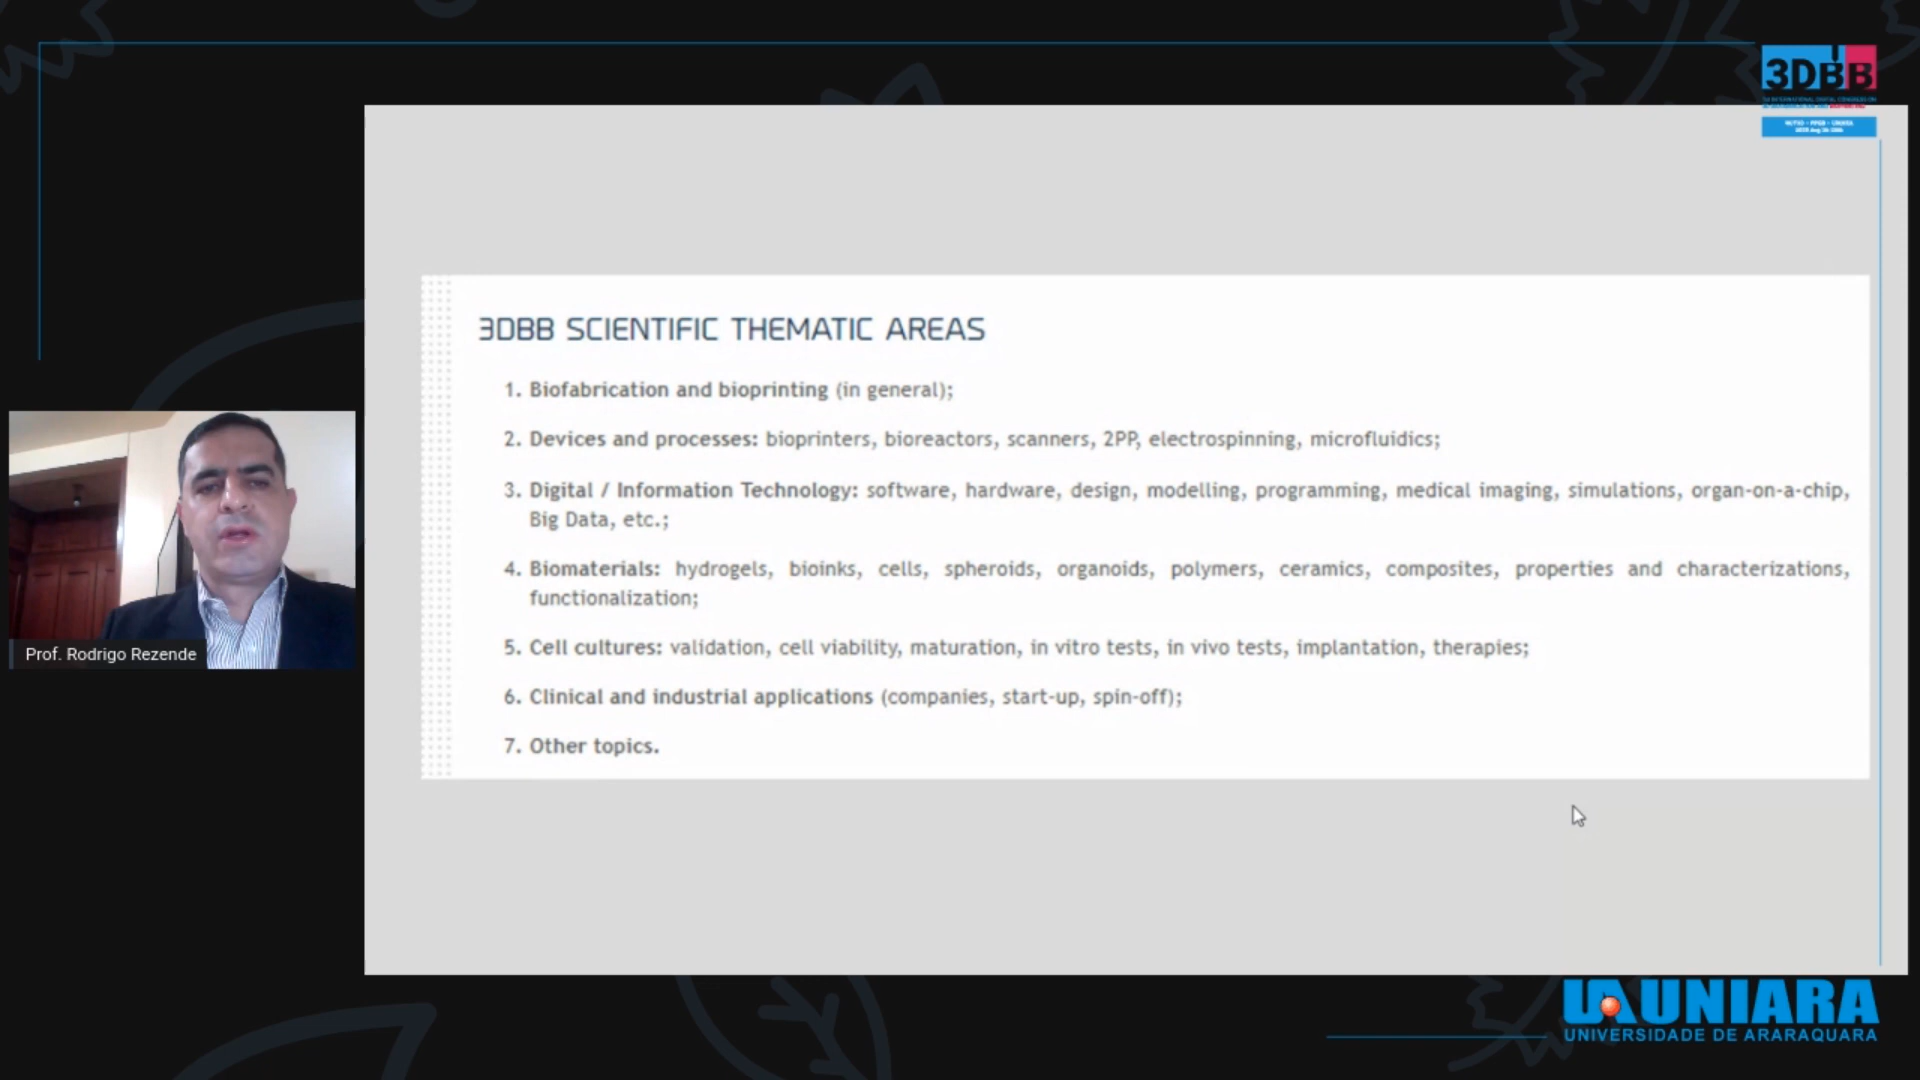 3DBB
3DBB SCIENTIFIC THEMATIC AREAS
1. Biofabrication and bioprinting (in general);
2. Devices and processes: bioprinters, bioreactors, scanners, 2PP, electrospinning, microfluidics;
3. Digital / Information Technology: software, hardware, design, modelling, programming, medical imaging, simulations, organ-on-a-chip,
Big Data, etc.;
4. Biomaterials: hydrogels, bioinks, cells, spheroids, organoids, polymers, ceramics, composites, properties and characterizations,
functionalization;
5. Cell cultures: validation, cell viability, maturation, in vitro tests, in vivo tests, implantation, therapies;
6. Clinical and industrial applications (companies, start-up, spin-off);
7. Other topics.
Prof. Rodrigo Rezende
UNIARA
UNIVERSIDADE DE ARARAQUARA